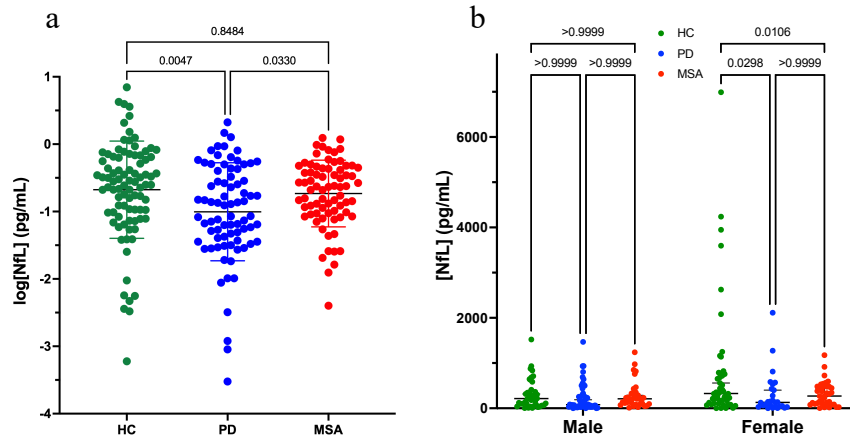 a
0.8484
0.0047
0.0330
log[NfL] (pg/mL)
1
-0
-1
-2
-3
-4
HC
PD
MSA
b
HC
PD
MSA
>0.9999
>0.9999
>0.9999
0.0106
0.0298
>0.9999
[NfL] (pg/mL)
6000
4000
2000
0
Male
Female